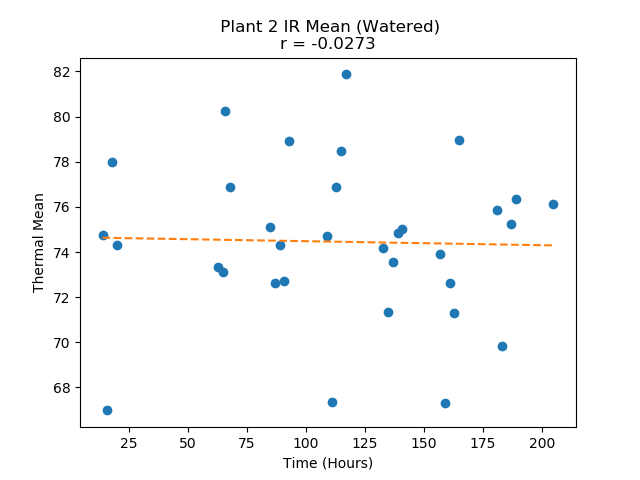 Plant 2 IR Mean (Watered)
r = -0.0273
Thermal Mean
82
80
78
76
74
72
70
68
25 50 75 100 125 150 175 200
Time (Hours)